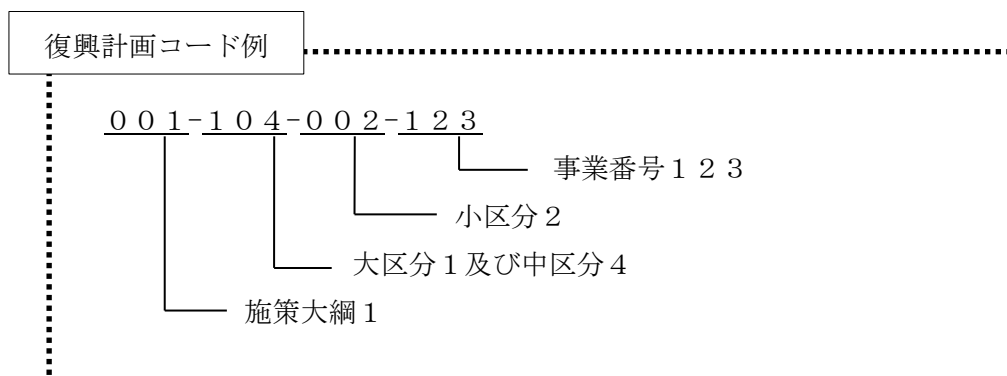 復興計画コード例
００１-１０４-００２-１２３
事業番号１２３
小区分２
大区分１及び中区分４
施策大綱１